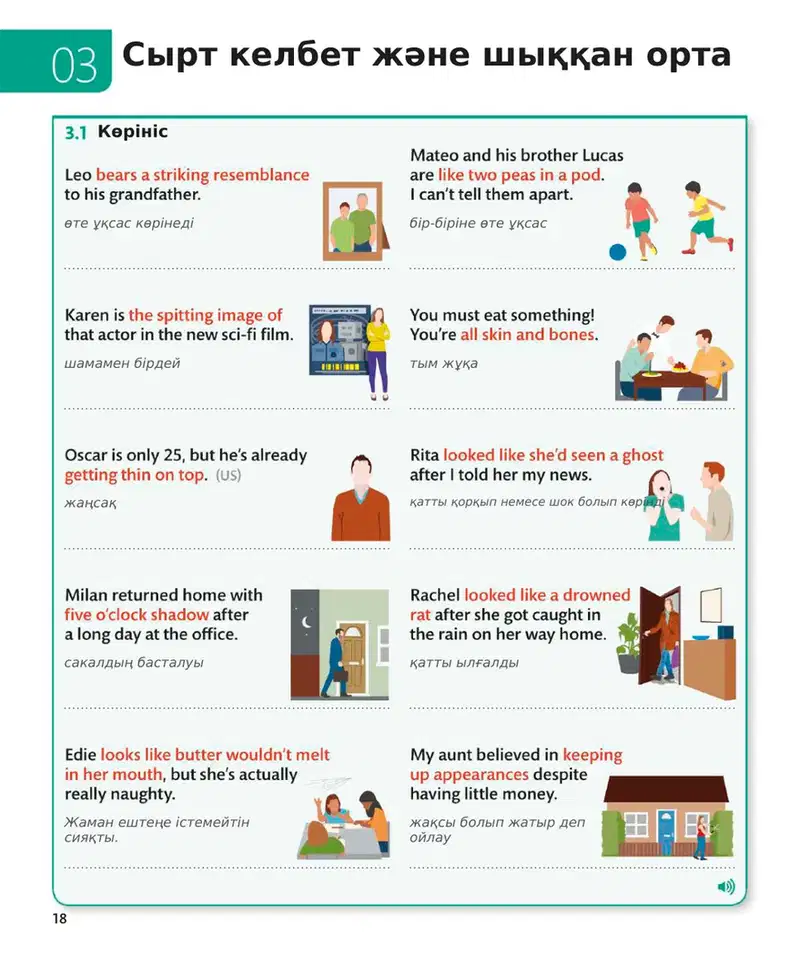 03
Сырт келбет және шыққан орта
3.1 Көрініс
Leo bears a striking resemblance
to his grandfather.
өте ұқсас көрінеді
Mateo and his brother Lucas
are like two peas in a pod.
I can't tell them apart.
бір-біріне өте ұқсас
Karen is the spitting image of
that actor in the new sci-fi film.
шамамен бірдей
You must eat something!
You're all skin and bones.
тым жұқа
Oscar is only 25, but he's already
getting thin on top. (US)
жаңсақ
Rita looked like she'd seen a ghost
after I told her my news.
қатты қорқып немесе шок болып көрінді
Milan returned home with
five o'clock shadow after
a long day at the office.
сакалдың басталуы
Rachel looked like a drowned
rat after she got caught in
the rain on her way home.
қатты ылғалды
Edie looks like butter wouldn't melt
in her mouth, but she's actually
really naughty.
Жаман ештеңе істемейтін
сияқты.
My aunt believed in keeping
up appearances despite
having little money.
жақсы болып жатыр деп
ойлау
18